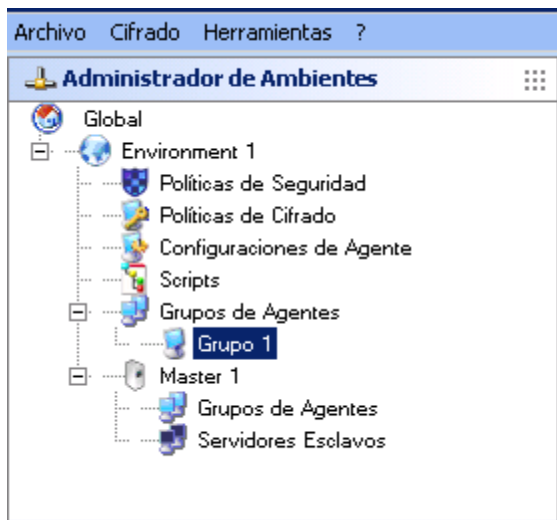 Archivo Cifrado Herramientas ?
Administrador de Ambientes
Global
Environment 1
Políticas de Seguridad
Políticas de Cifrado
Configuraciones de Agente
Scripts
Grupos de Agentes
Grupo 1
Master 1
Grupos de Agentes
Servidores Esclavos